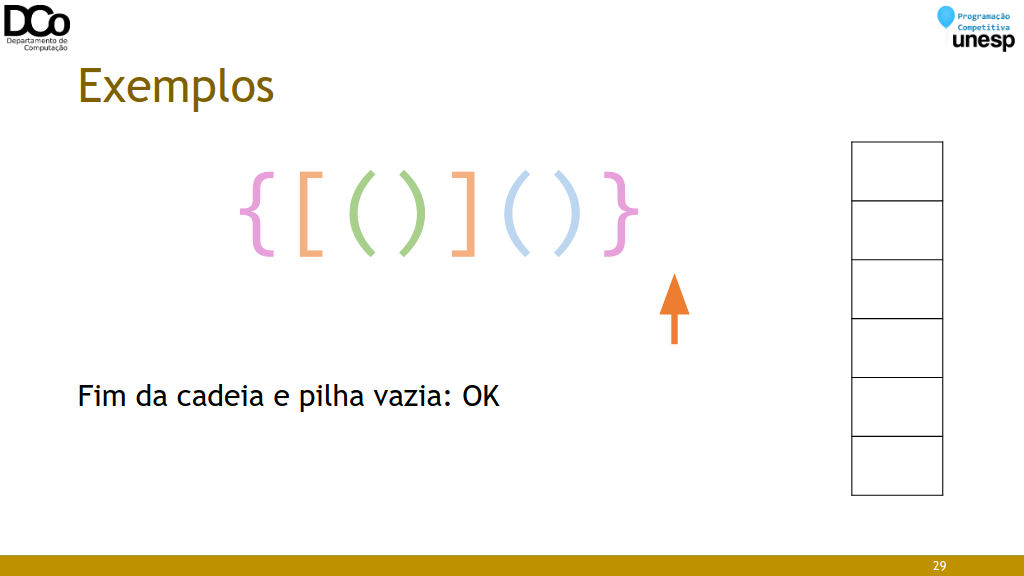 DCo
Departamento de
Computação
Programação
Competitiva
unesp
Exemplos
{[()]()}
Fim da cadeia e pilha vazia: OK
29